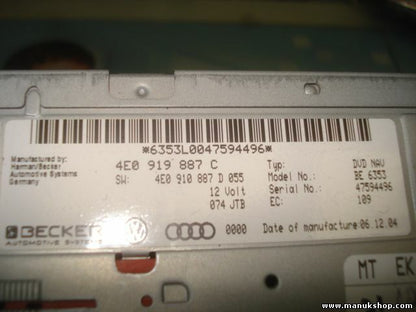 *6353L0047594496*
Manufactured by:
Harman/Becker
Automotive Systems
Germany
4E0 919 887 C
SW: 4E0 910 887 D 055
12 Volt
074 JTB
Typ: DVD NAV
Model No.: BE 6353
Serial No.: 47594496
EC: 109
BECKER
AUTOMOTIVE SYSTEMS
0000 Date of manufacture 06.12.04
MT EK
www.manukshop.com